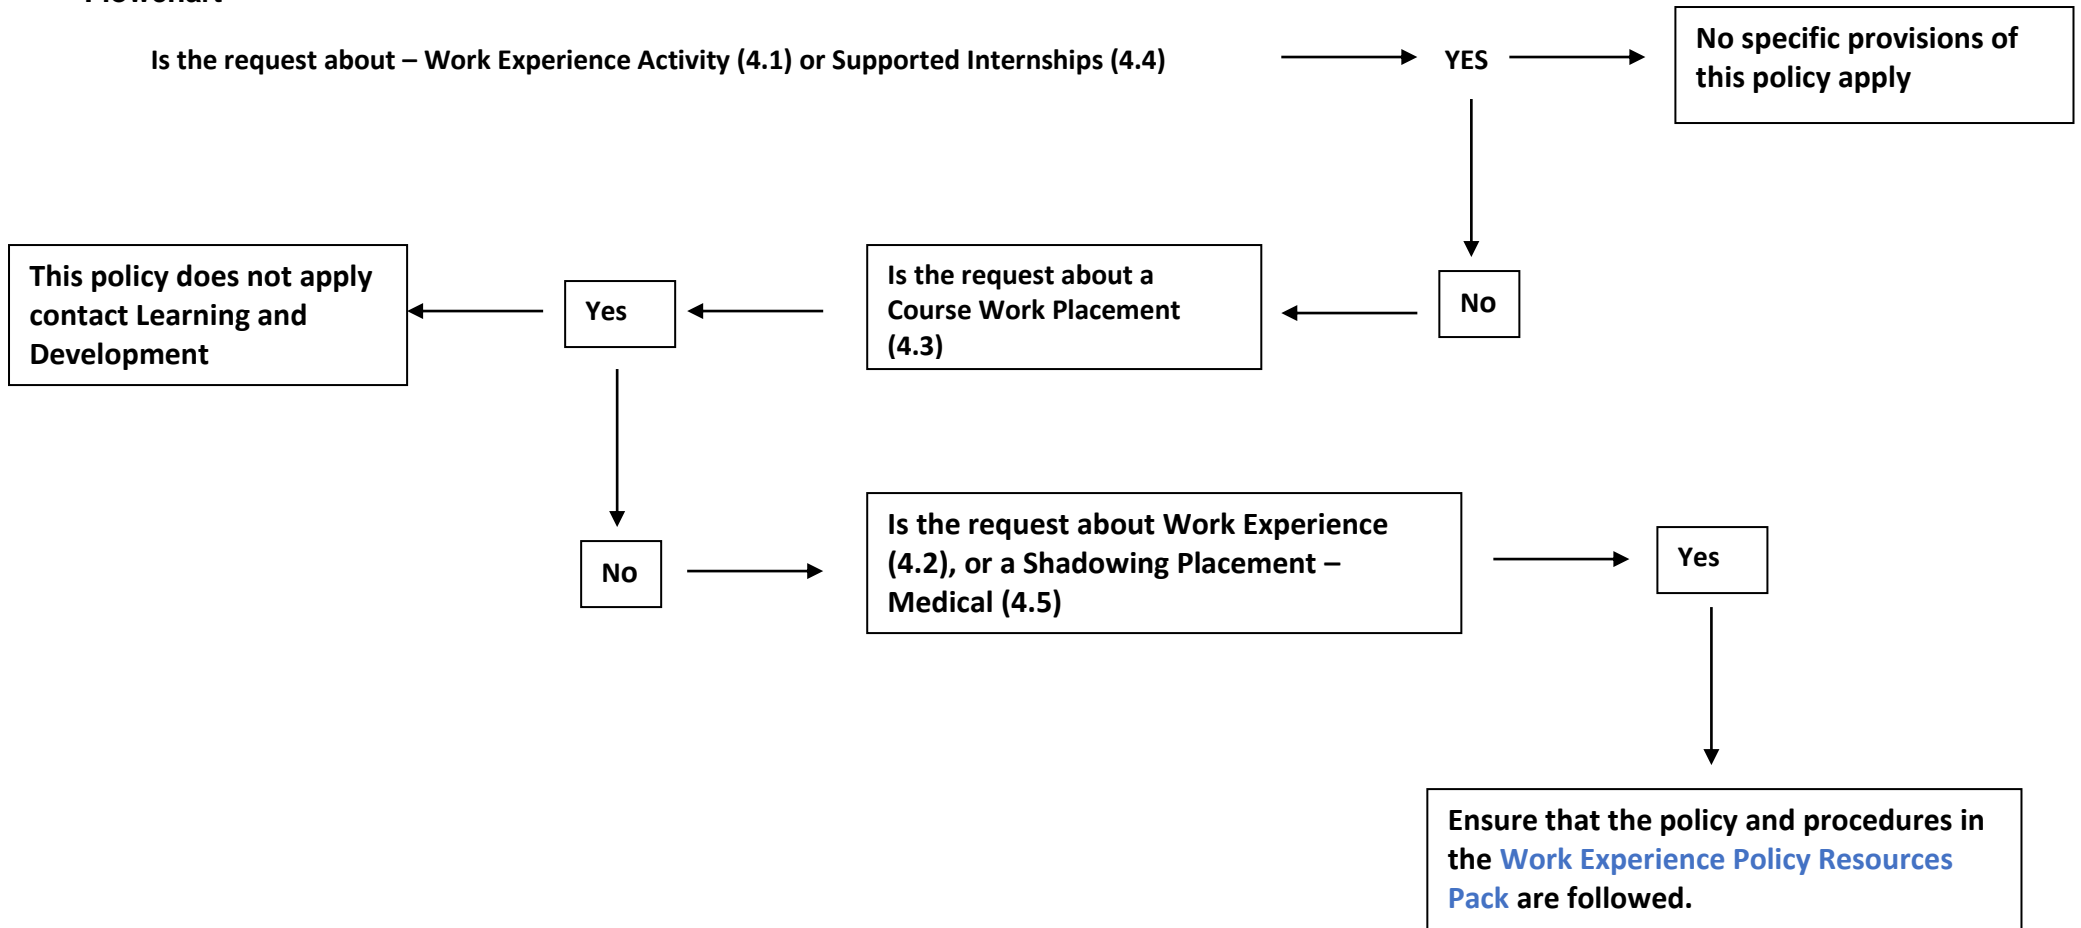 Flowchart
Is the request about – Work Experience Activity (4.1) or Supported Internships (4.4)
YES
No specific provisions of
this policy apply
This policy does not apply
contact Learning and
Development
Yes
Is the request about a
Course Work Placement
(4.3)
No
No
Is the request about Work Experience
(4.2), or a Shadowing Placement –
Medical (4.5)
Yes
Ensure that the policy and procedures in
the Work Experience Policy Resources
Pack are followed.